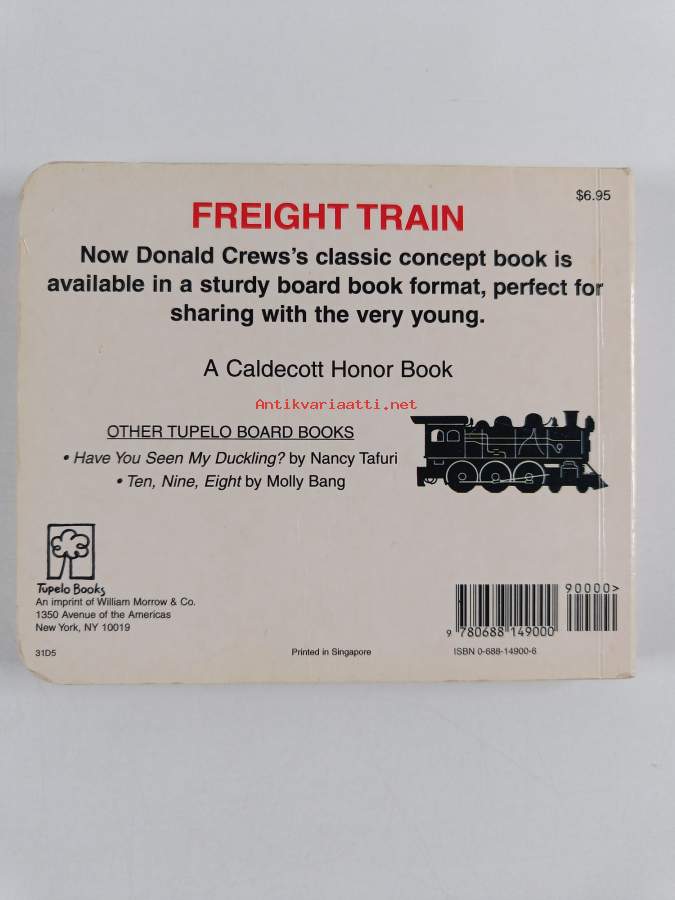 $6.95
FREIGHT TRAIN
Now Donald Crews's classic concept book is
available in a sturdy board book format, perfect for
sharing with the very young.
A Caldecott Honor Book
Antikvariaatti.net
OTHER TUPELO BOARD BOOKS
• Have You Seen My Duckling? by Nancy Tafuri
• Ten, Nine, Eight by Molly Bang
Tupelo Books
An imprint of William Morrow & Co.
1350 Avenue of the Americas
New York, NY 10019
31D5
Printed in Singapore
90000>
9 780688 149000
ISBN 0-688-14900-6